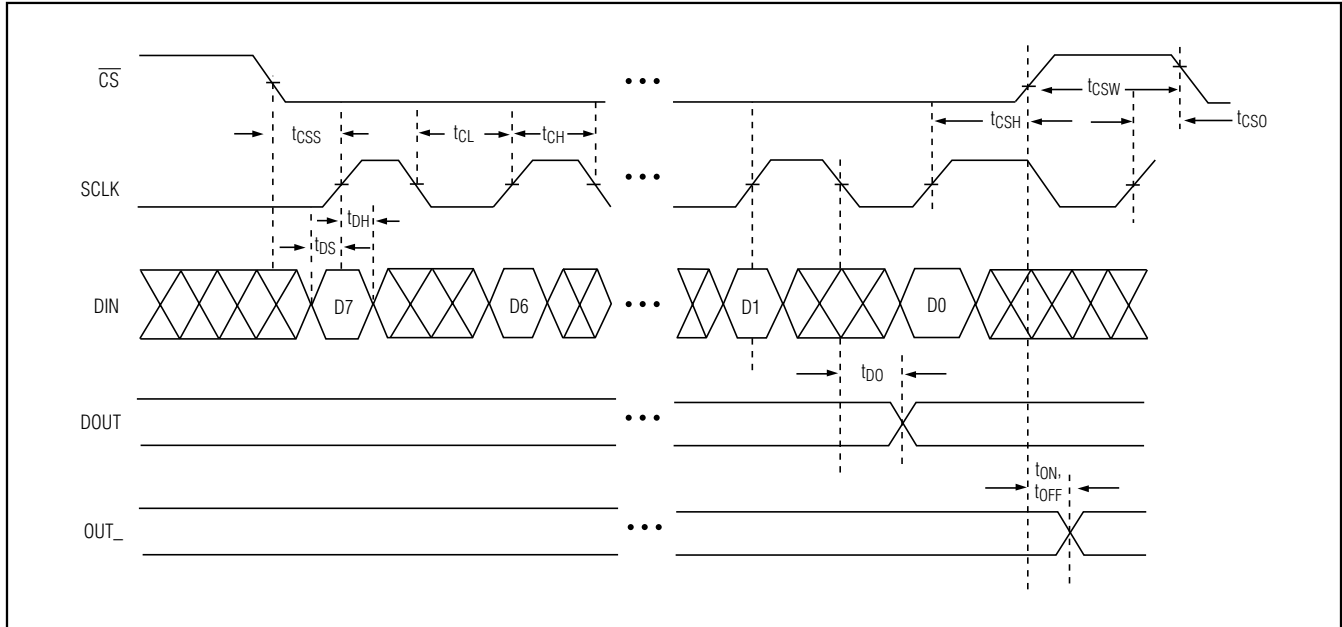 CS
tCSW
tCSS
tCL
tCH
tCSH
tCSO
SCLK
tDH
tDS
DIN
D7
D6
D1
D0
tDO
DOUT
tON,
tOFF
OUT_